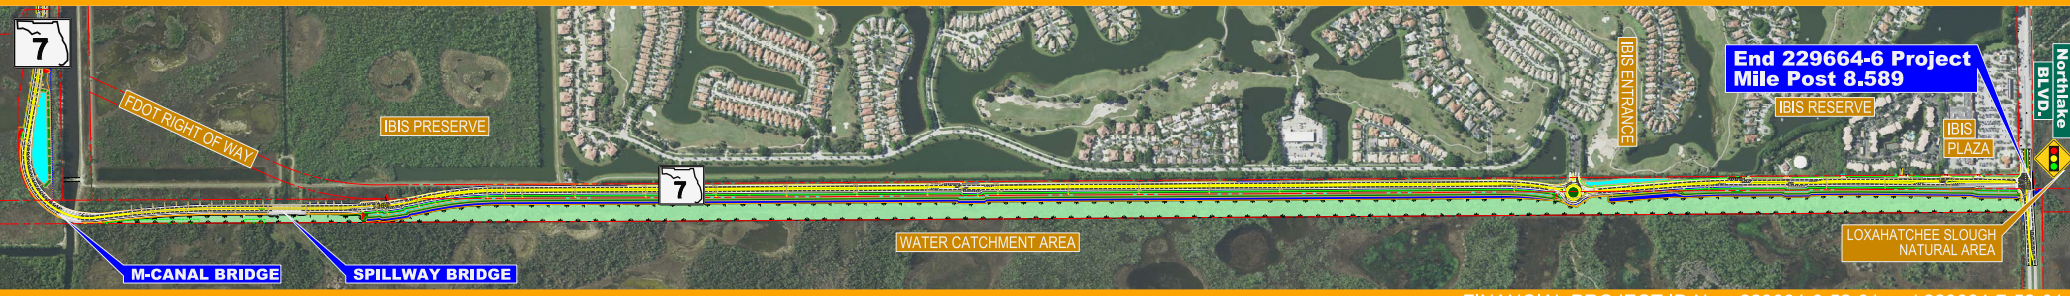 7
FDOT RIGHT OF WAY
IBIS PRESERVE
7
IBIS ENTRANCE
End 229664-6 Project
Mile Post 8.589
IBIS RESERVE
IBIS
PLAZA
Northlake
BLVD.
WATER CATCHMENT AREA
LOXAHATCHEE SLOUGH
NATURAL AREA
M-CANAL BRIDGE
SPILLWAY BRIDGE